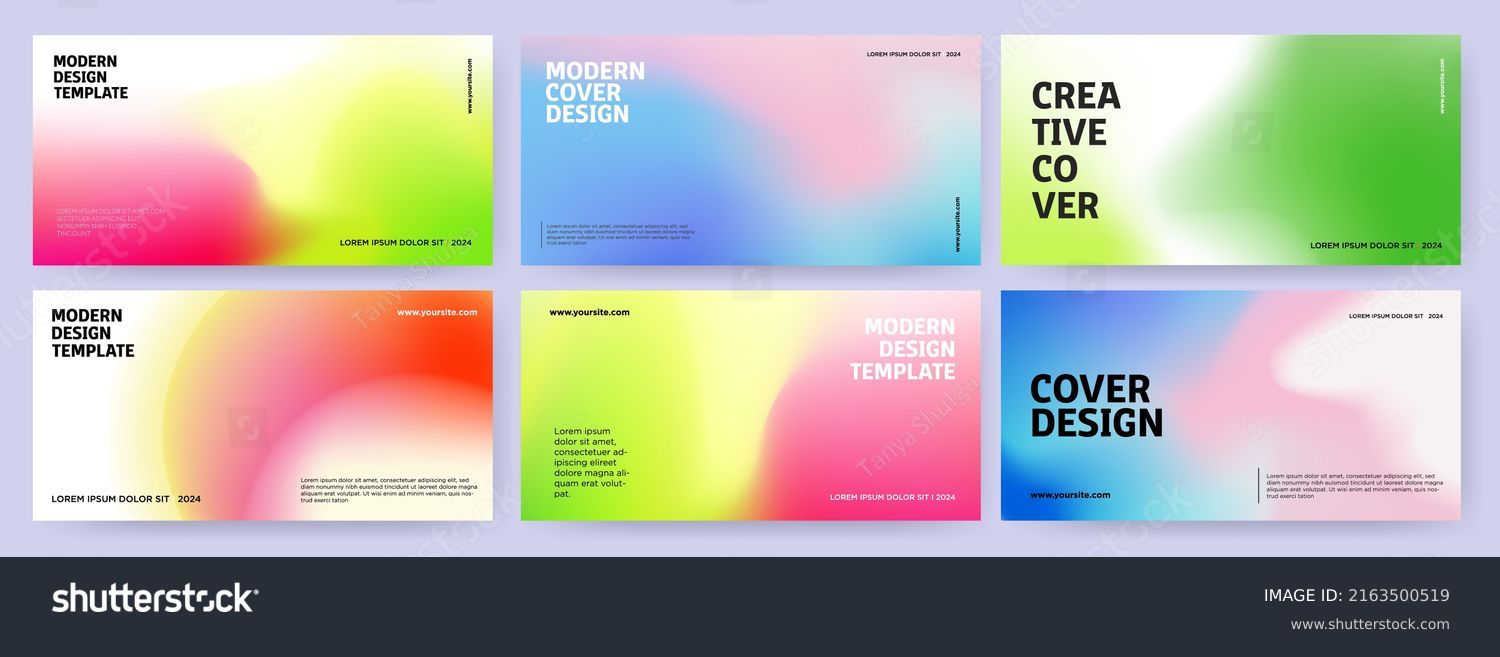 MODERN
DESIGN
TEMPLATE
www.yoursite.com
LOREM IPSUM DOLOR SIT AMET, CON-
SECTETUER ADIPISCING ELIT,
NONUMMY NIBH EUISMOD
TINCIDUNT
LOREM IPSUM DOLOR SIT 2024
LOREM IPSUM DOLOR SIT 2024
MODERN
COVER
DESIGN
www.yoursite.com
Lorem ipsum dolor sit amet, consectetuer adipiscing elit, sed
diam nonummy nibh euismod tincidunt ut laoreet dolore magna
aliquam erat volutpat. Ut wisi enim ad minim veniam, quis nos-
trud exerci tation
CREA
TIVE
CO
VER
www.yoursite.com
LOREM IPSUM DOLOR SIT 2024
MODERN
DESIGN
TEMPLATE
www.yoursite.com
LOREM IPSUM DOLOR SIT 2024
Lorem ipsum dolor sit amet, consectetuer adipiscing elit, sed
diam nonummy nibh euismod tincidunt ut laoreet dolore magna
aliquam erat volutpat. Ut wisi enim ad minim veniam, quis nos-
trud exerci tation
www.yoursite.com
MODERN
DESIGN
TEMPLATE
Lorem ipsum
dolor sit amet,
consectetuer ad-
ipiscing elireet
dolore magna ali-
quam erat volut-
pat.
LOREM IPSUM DOLOR SIT I 2024
LOREM IPSUM DOLOR SIT 2024
COVER
DESIGN
www.yoursite.com
Lorem ipsum dolor sit amet, consectetuer adipiscing elit, sed
diam nonummy nibh euismod tincidunt ut laoreet dolore magna
aliquam erat volutpat. Ut wisi enim ad minim veniam, quis nos-
trud exerci tation
shutterstock
Tanya Shulga
Tanya Shulga
shutterstock
IMAGE ID: 2163500519
www.shutterstock.com